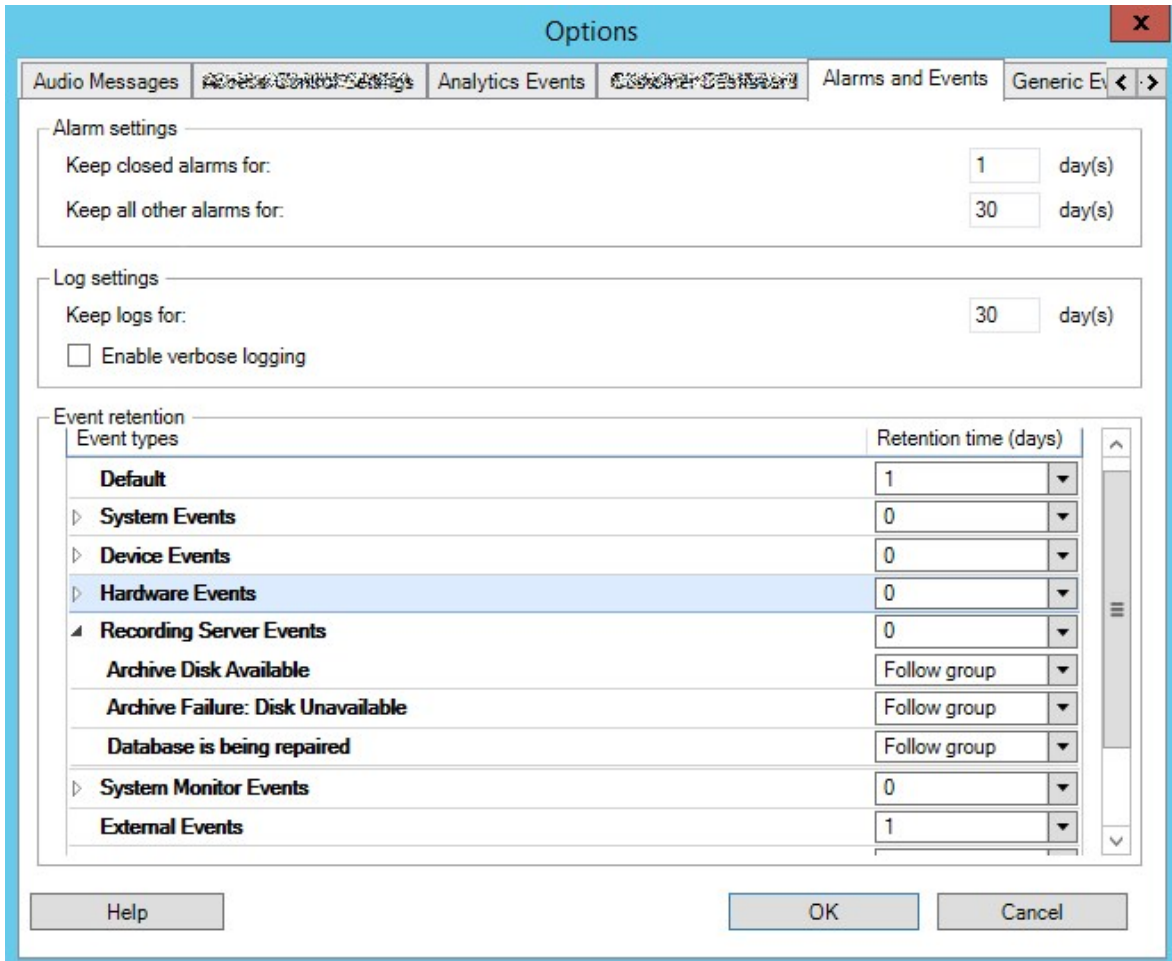 Options
x
Audio Messages
Analytics Events
Alarms and Events
Generic Ev
Alarm settings
Keep closed alarms for: 1 day(s)
Keep all other alarms for: 30 day(s)
Log settings
Keep logs for: 30 day(s)
Enable verbose logging
Event retention
Event types Retention time (days)
Default 1
System Events 0
Device Events 0
Hardware Events 0
Recording Server Events 0
Archive Disk Available Follow group
Archive Failure: Disk Unavailable Follow group
Database is being repaired Follow group
System Monitor Events 0
External Events 1
Help OK Cancel